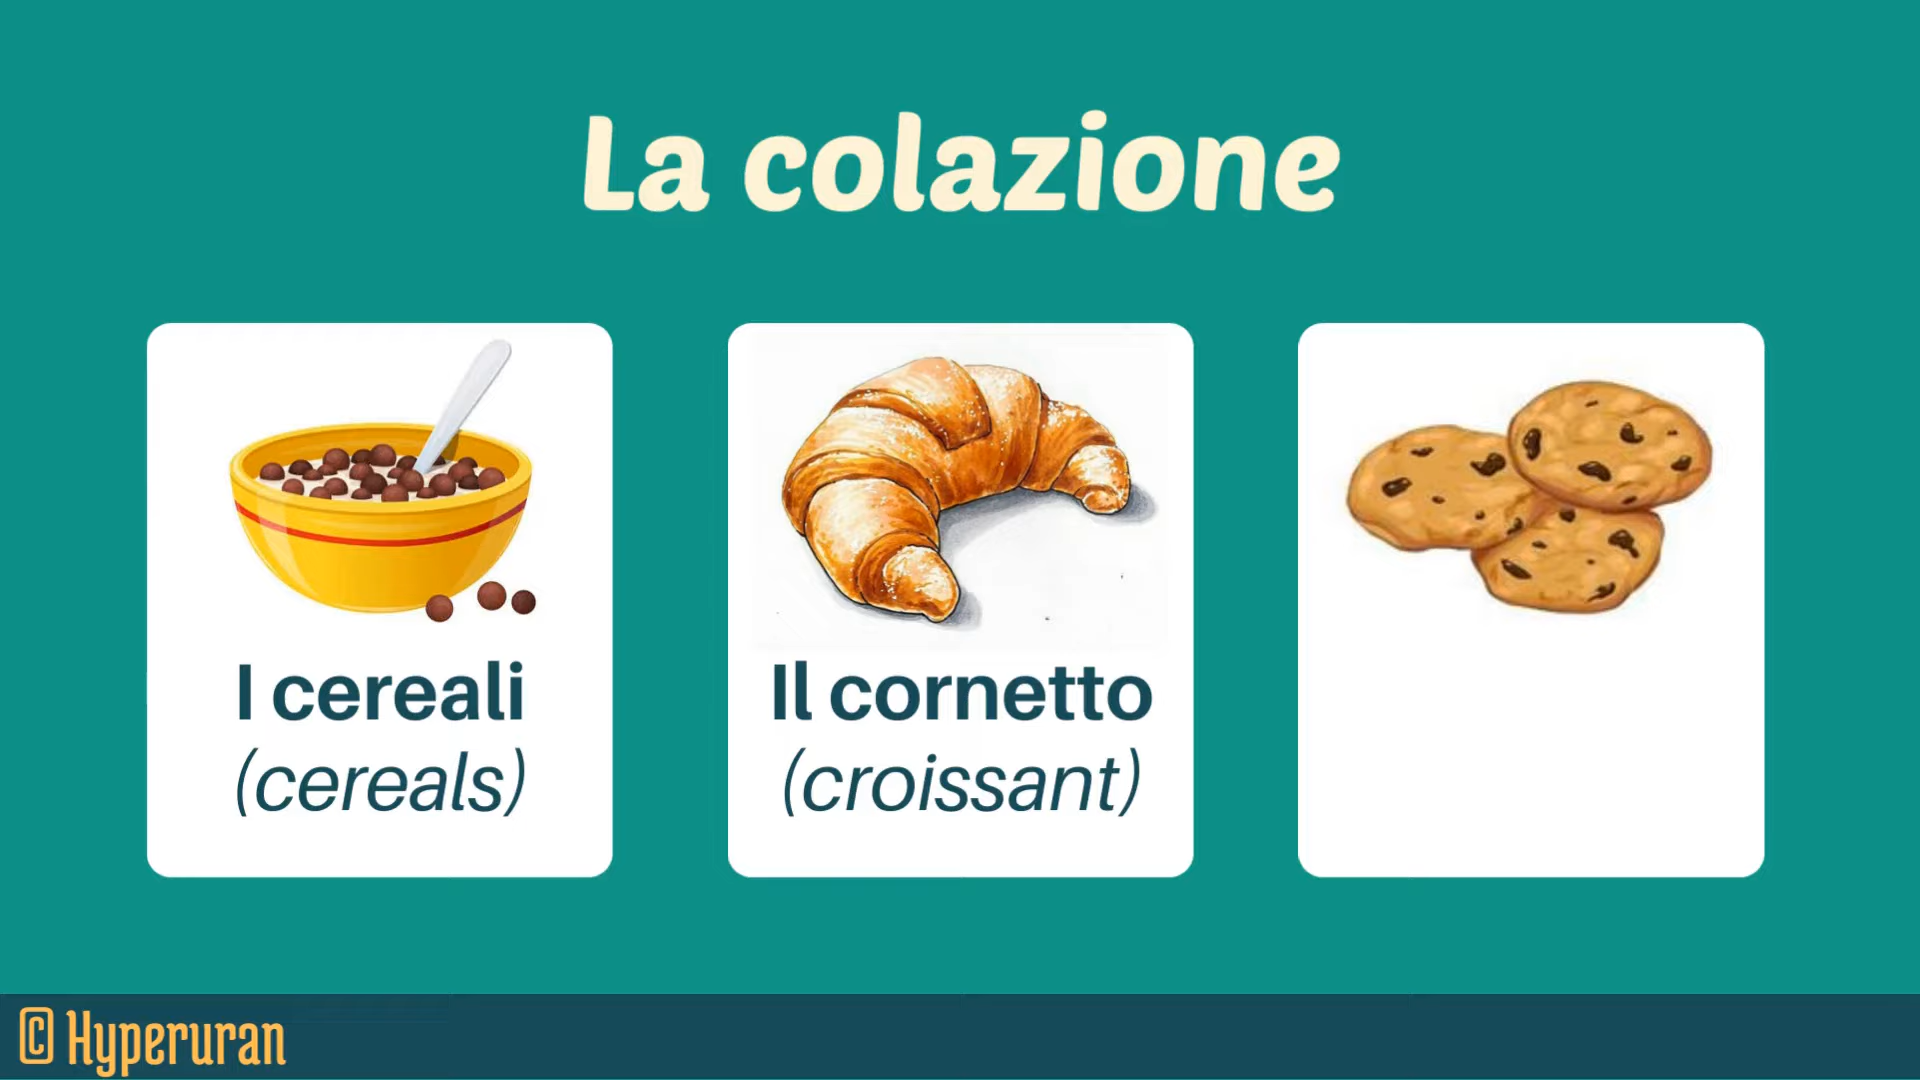 La colazione
I cereali
(cereals)
Il cornetto
(croissant)
© Hyperuran